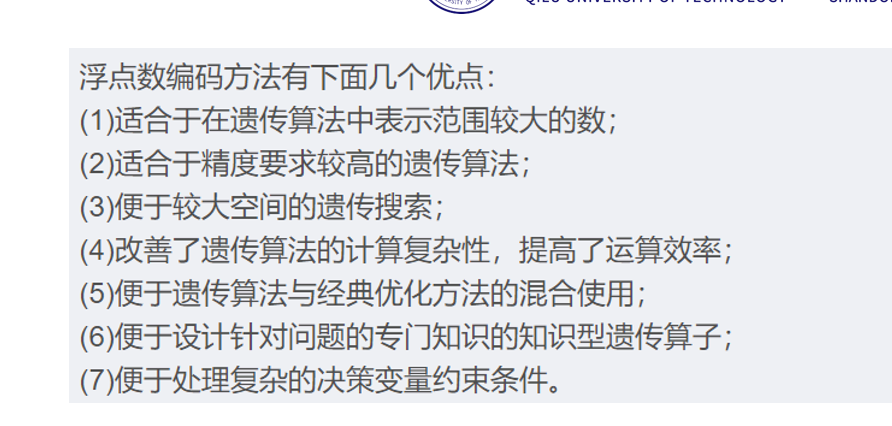 QILU UNIVERSITY OF TECHNOLOGY
浮点数编码方法有下面几个优点：
(1)适合于在遗传算法中表示范围较大的数；
(2)适合于精度要求较高的遗传算法；
(3)便于较大空间的遗传搜索；
(4)改善了遗传算法的计算复杂性，提高了运算效率；
(5)便于遗传算法与经典优化方法的混合使用；
(6)便于设计针对问题的专门知识的知识型遗传算子；
(7)便于处理复杂的决策变量约束条件。